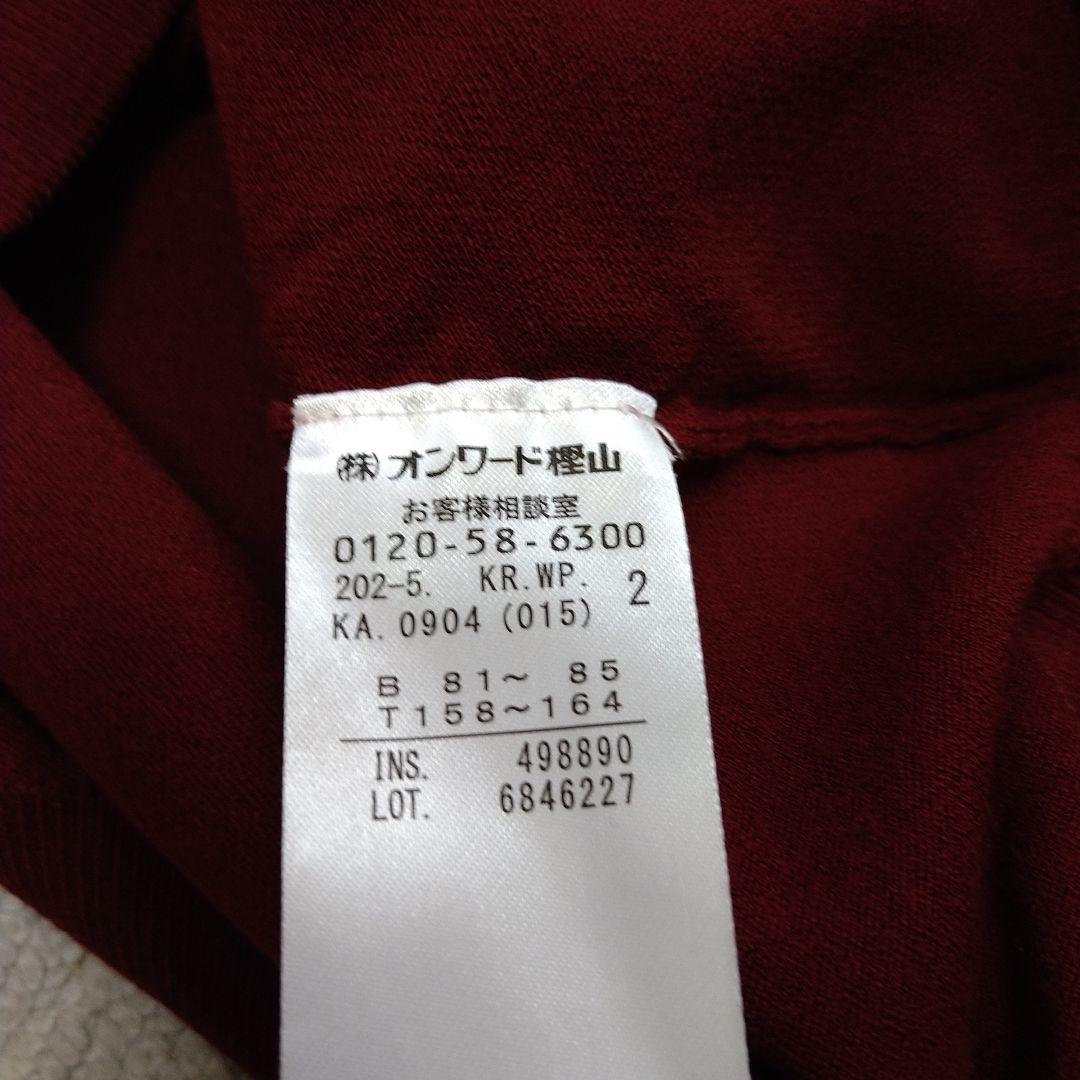 (株)オンワード樫山
お客様相談室
0120-58-6300
202-5. KR.WP. 2
KA.0904(015)
B 81～ 85
T158～164
INS. 498890
LOT. 6846227